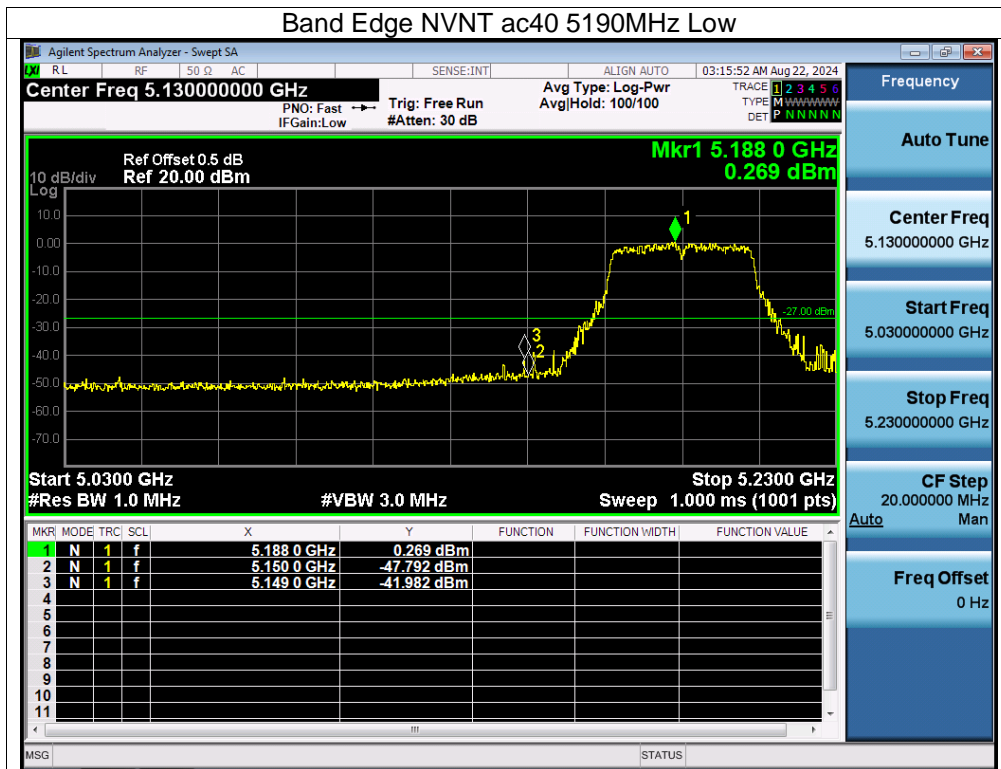 Band Edge NVNT ac40 5190MHz Low
Agilent Spectrum Analyzer - Swept SA
LXI RL RF 50 Ω AC SENSE:INT ALIGN AUTO 03:15:52 AM Aug 22, 2024
Center Freq 5.130000000 GHz
PNO: Fast
IFGain:Low
Trig: Free Run
#Atten: 30 dB
Avg Type: Log-Pwr
Avg|Hold: 100/100
TRACE 1 2 3 4 5 6
TYPE M W W W W W
DET P N N N N N
Ref Offset 0.5 dB
Ref 20.00 dBm
10 dB/div
Log
Mkr1 5.188 0 GHz
0.269 dBm
10.0
0.00
-10.0
-20.0
-30.0
-40.0
-50.0
-60.0
-70.0
1
-27.00 dBm
3
2
Start 5.0300 GHz
Stop 5.2300 GHz
#Res BW 1.0 MHz
#VBW 3.0 MHz
Sweep 1.000 ms (1001 pts)
MKR MODE TRC SCL X Y FUNCTION FUNCTION WIDTH FUNCTION VALUE
1 N 1 f 5.188 0 GHz 0.269 dBm
2 N 1 f 5.150 0 GHz -47.792 dBm
3 N 1 f 5.149 0 GHz -41.982 dBm
4
5
6
7
8
9
10
11
MSG
STATUS
Frequency
Auto Tune
Center Freq
5.130000000 GHz
Start Freq
5.030000000 GHz
Stop Freq
5.230000000 GHz
CF Step
20.000000 MHz
Auto Man
Freq Offset
0 Hz